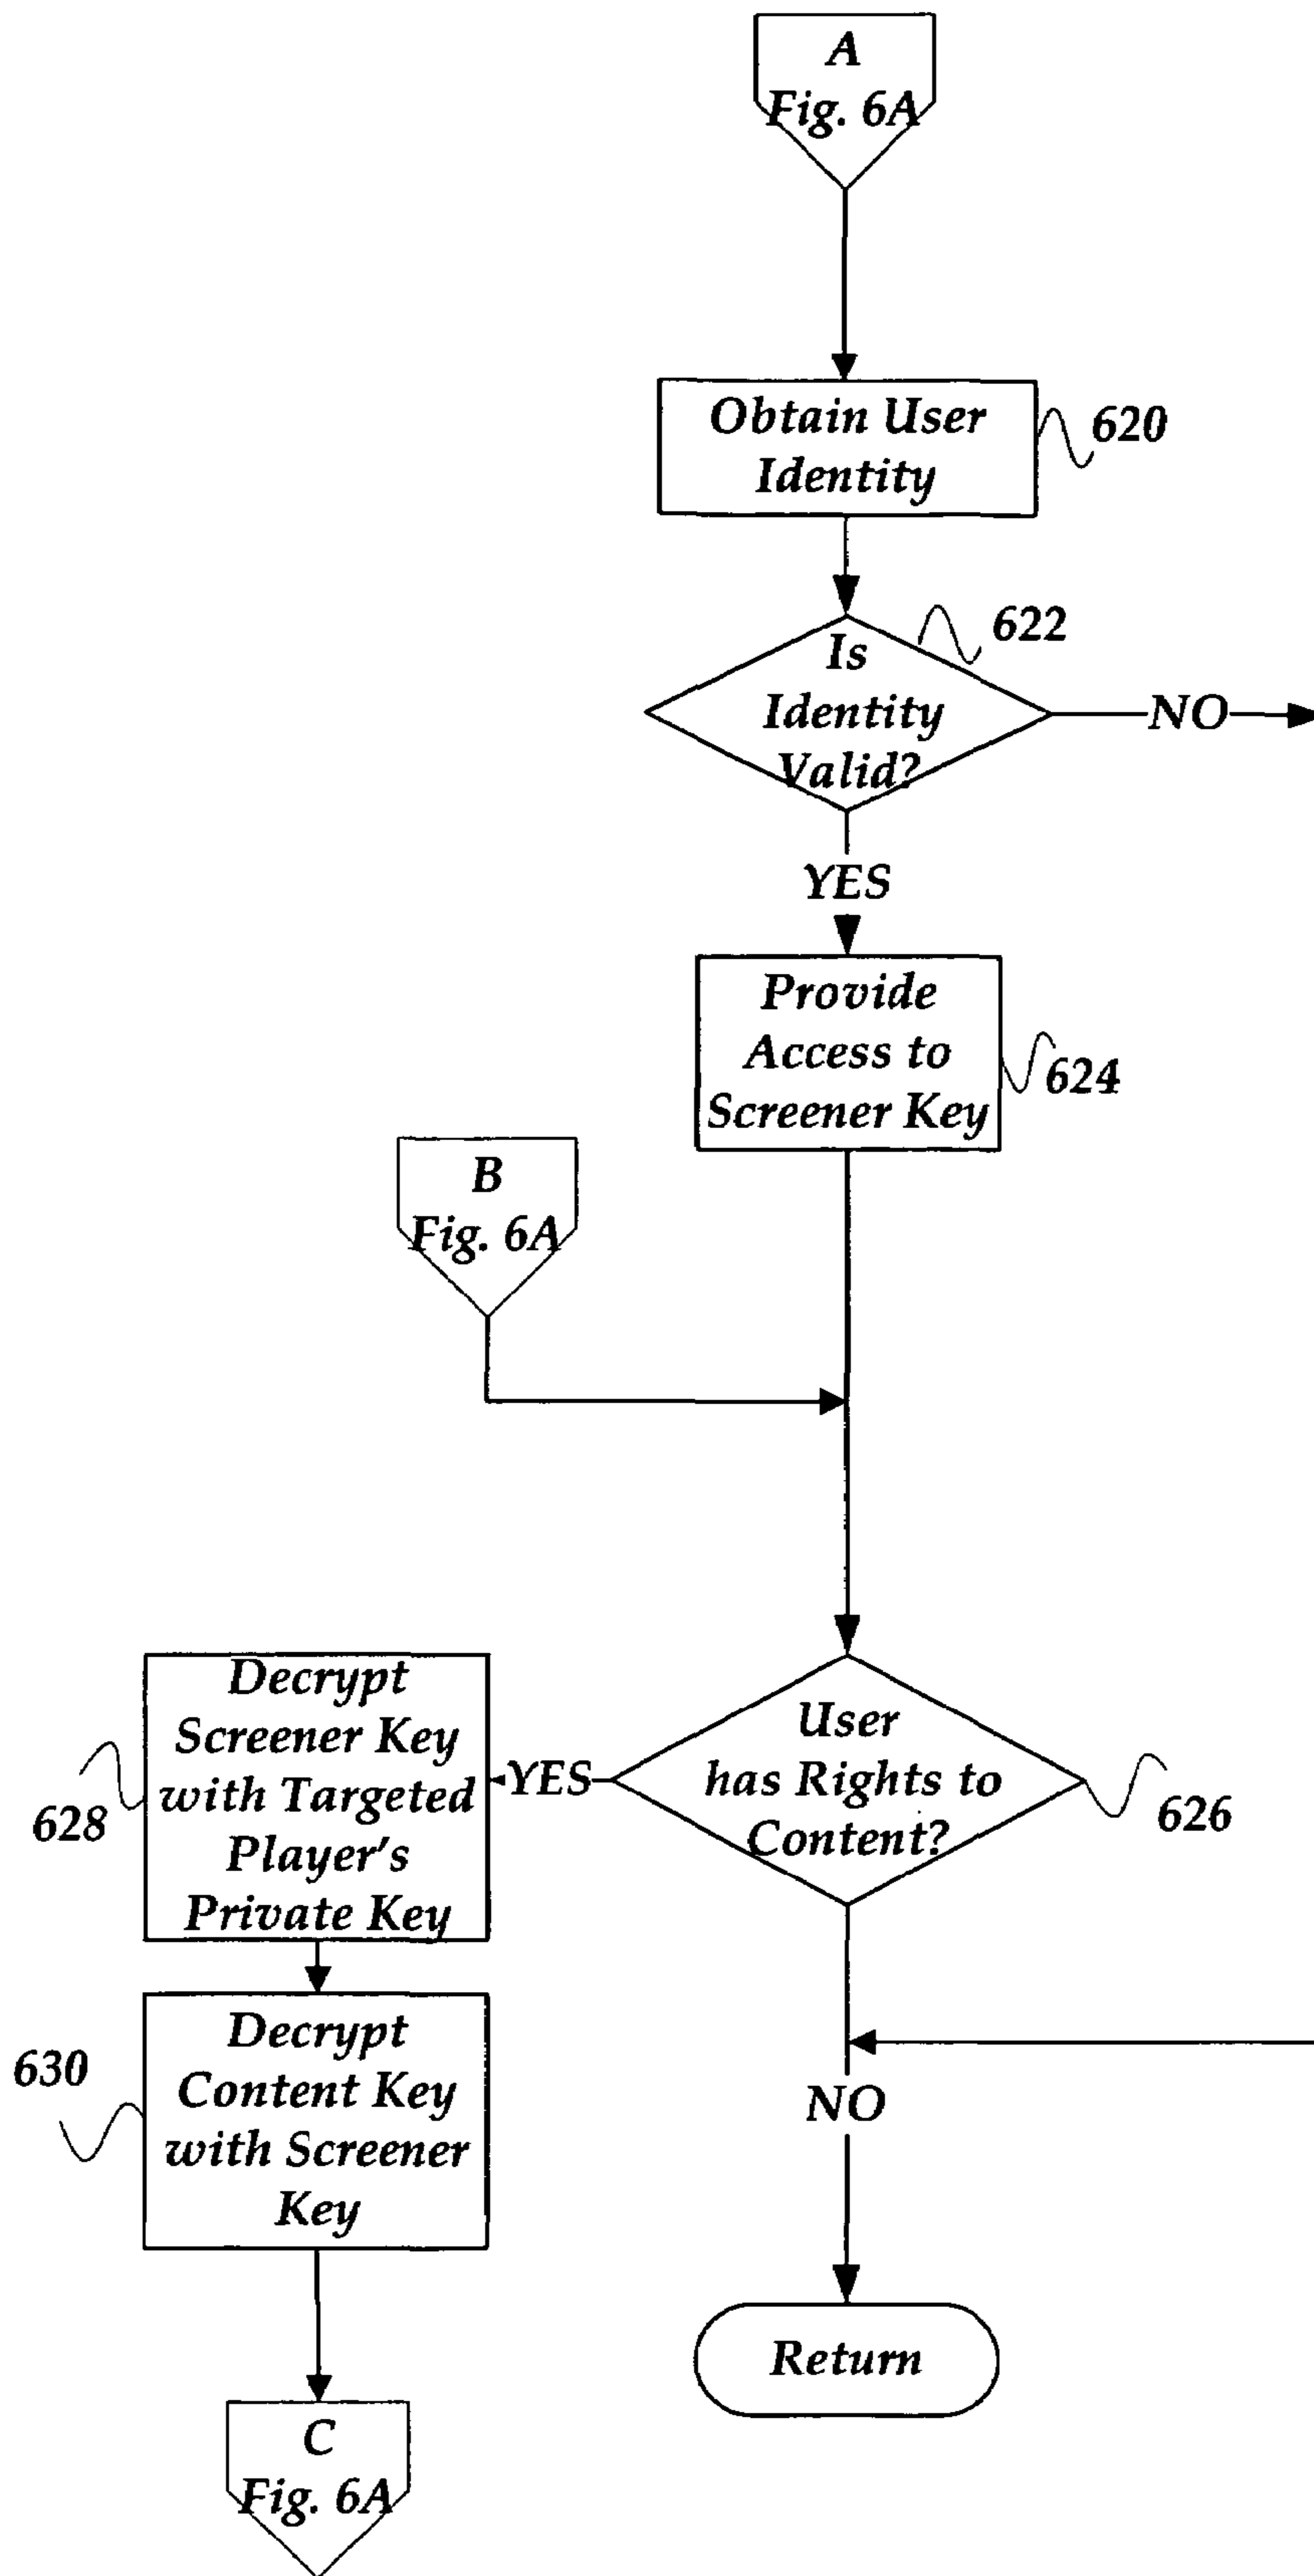 A
Fig. 6A
Obtain User
Identity
620
Is
Identity
Valid?
622
NO
YES
Provide
Access to
Screener Key
624
B
Fig. 6A
User
has Rights to
Content?
626
YES
Decrypt
Screener Key
with Targeted
Player's
Private Key
628
Decrypt
Content Key
with Screener
Key
630
NO
Return
C
Fig. 6A